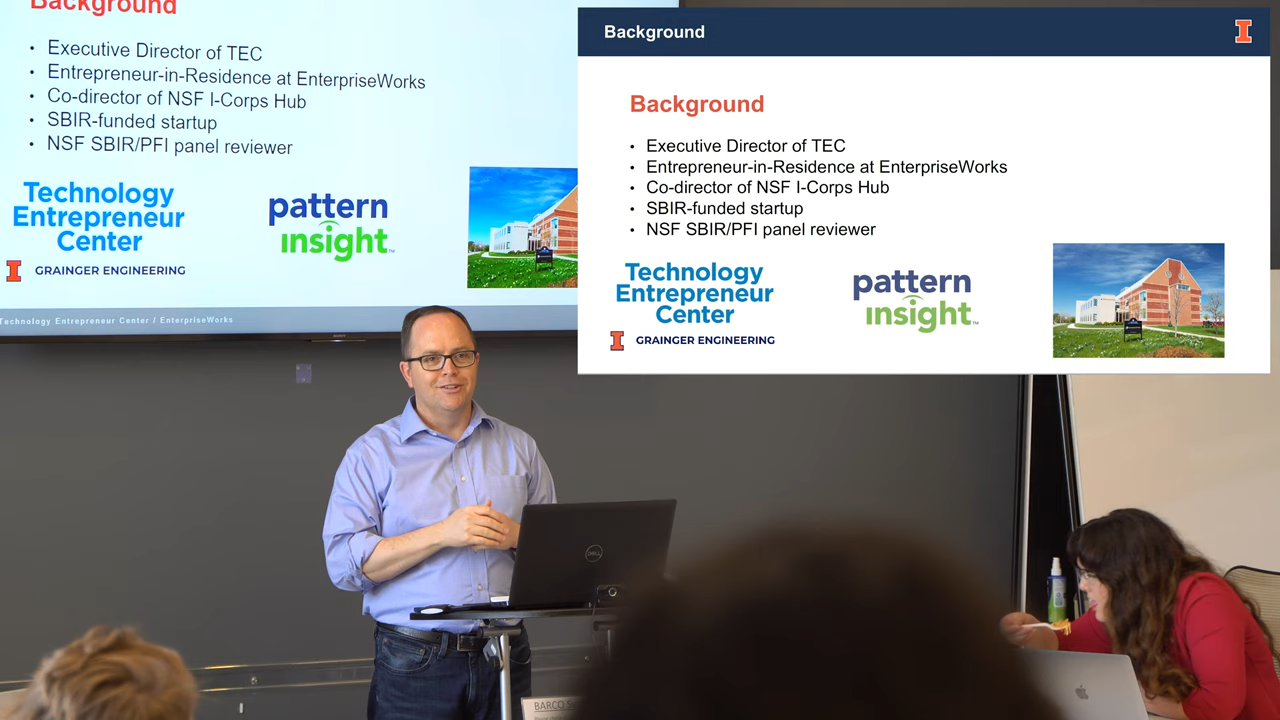 Background
• Executive Director of TEC
• Entrepreneur-in-Residence at EnterpriseWorks
• Co-director of NSF I-Corps Hub
• SBIR-funded startup
• NSF SBIR/PFI panel reviewer
Technology
Entrepreneur
Center
I
GRAINGER ENGINEERING
pattern
insight™
Technology Entrepreneur Center / EnterpriseWorks
Background
I
Background
• Executive Director of TEC
• Entrepreneur-in-Residence at EnterpriseWorks
• Co-director of NSF I-Corps Hub
• SBIR-funded startup
• NSF SBIR/PFI panel reviewer
Technology
Entrepreneur
Center
I
GRAINGER ENGINEERING
pattern
insight™
DELL
BARCO